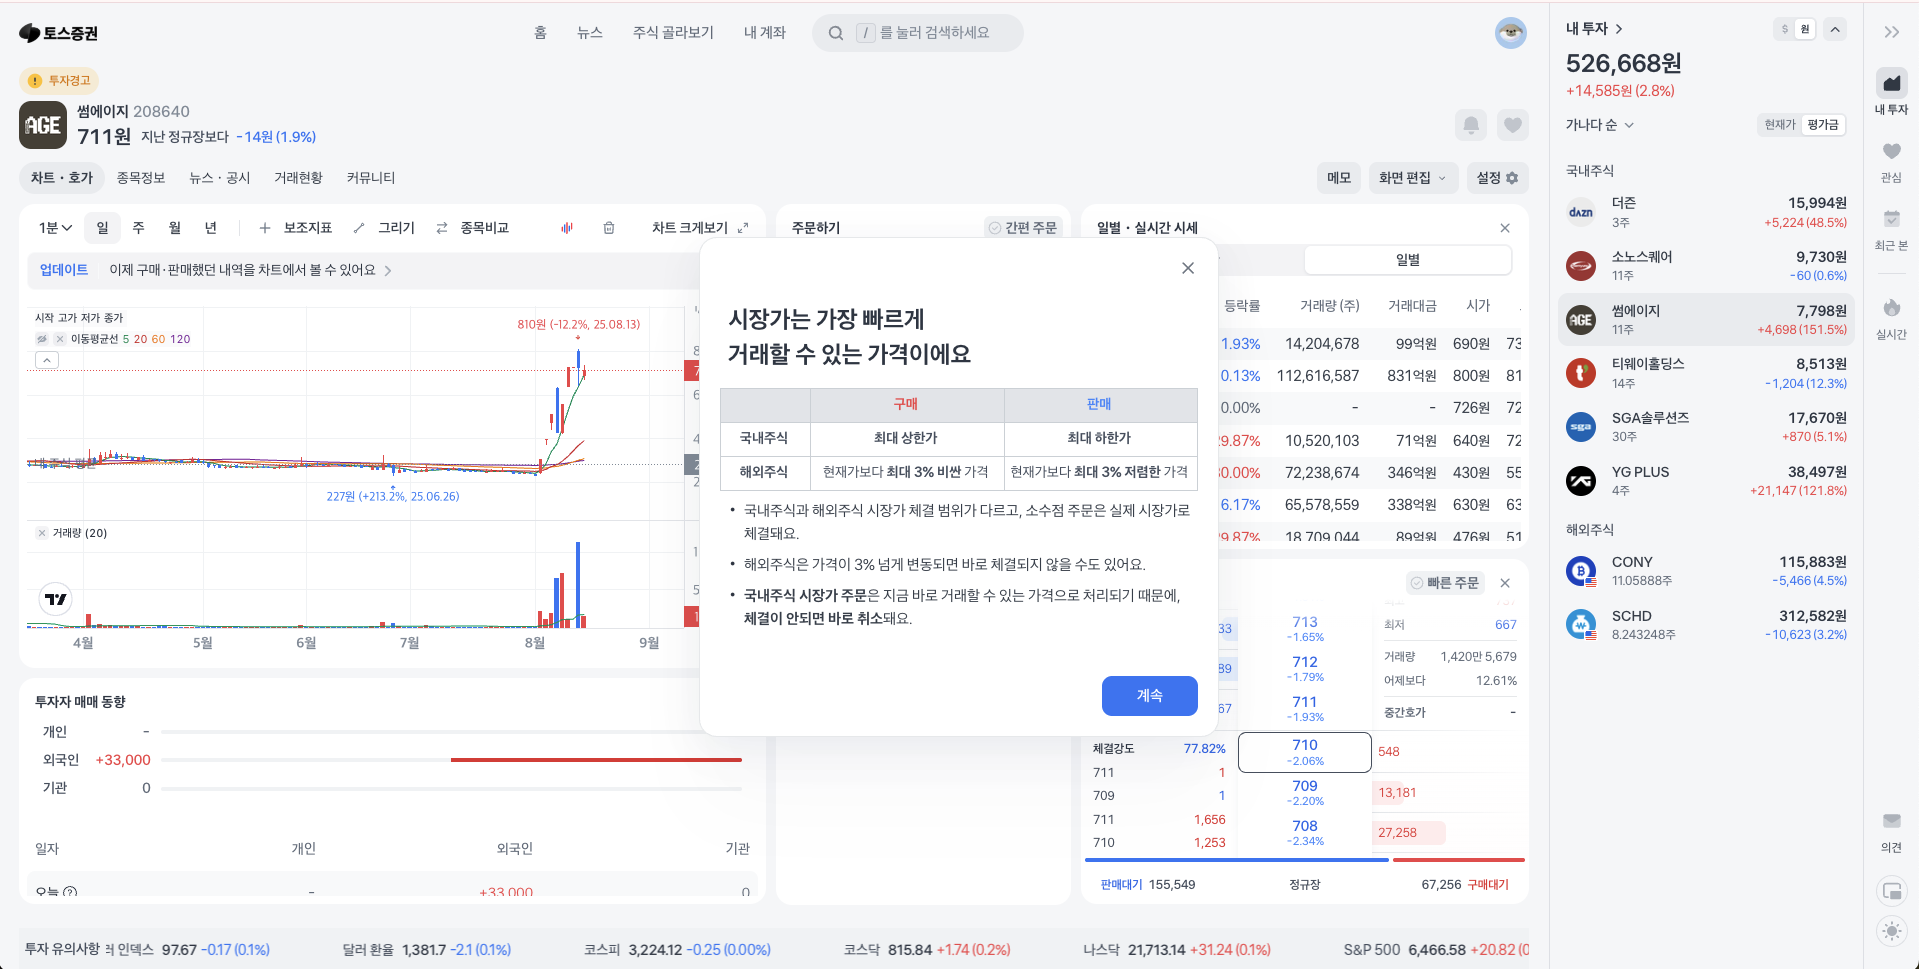 토스증권
홈
뉴스
주식 골라보기
내 계좌
/ 를 눌러 검색하세요
투자경고
AGE
썸에이지 208640
711원 지난 정규장보다 -14원 (1.9%)
차트 · 호가
종목정보
뉴스 · 공시
거래현황
커뮤니티
메모
화면 편집
설정
1분
일
주
월
년
보조지표
그리기
종목비교
차트 크게보기
업데이트 이제 구매·판매했던 내역을 차트에서 볼 수 있어요
시작 고가 저가 종가
이동평균선 5 20 60 120
810원 (-12.2%, 25.08.13)
227원 (+213.2%, 25.06.26)
거래량 (20)
4월 5월 6월 7월 8월 9월
투자자 매매 동향
개인 -
외국인 +33,000
기관 0
일자 개인 외국인 기관
오늘 - +33,000 0
주문하기
간편 주문
시장가는 가장 빠르게
거래할 수 있는 가격이에요
구매 판매
국내주식 최대 상한가 최대 하한가
해외주식 현재가보다 최대 3% 비싼 가격 현재가보다 최대 3% 저렴한 가격
• 국내주식과 해외주식 시장가 체결 범위가 다르고, 소수점 주문은 실제 시장가로
체결돼요.
• 해외주식은 가격이 3% 넘게 변동되면 바로 체결되지 않을 수도 있어요.
• 국내주식 시장가 주문은 지금 바로 거래할 수 있는 가격으로 처리되기 때문에,
체결이 안되면 바로 취소돼요.
계속
일별 · 실시간 시세
일별
등락률 거래량 (주) 거래대금 시가
1.93% 14,204,678 99억원 690원 73
0.13% 112,616,587 831억원 800원 81
0.00% - - 726원 72
29.87% 10,520,103 71억원 640원 72
30.00% 72,238,674 346억원 430원 55
6.17% 65,578,559 338억원 630원 63
29.87% 18,709,044 89억원 476원 51
빠른 주문
33 713
-1.65%
89 712
-1.79%
67 711
-1.93%
710
-2.06%
548
709
-2.20%
13,181
708
-2.34%
27,258
최저 667
거래량 1,420만 5,679
어제보다 12.61%
중간호가 -
체결강도 77.82%
711 1
709 1
711 1,656
710 1,253
판매대기 155,549 정규장 67,256 구매대기
내 투자
$ 원
526,668원
+14,585원 (2.8%)
가나다 순
현재가 평가금
국내주식
dazn
더즌 15,994원
3주 +5,224 (48.5%)
소노스퀘어 9,730원
11주 -60 (0.6%)
AGE
썸에이지 7,798원
11주 +4,698 (151.5%)
티웨이홀딩스 8,513원
14주 -1,204 (12.3%)
sga
SGA솔루션즈 17,670원
30주 +870 (5.1%)
YG PLUS 38,497원
4주 +21,147 (121.8%)
해외주식
CONY 115,883원
11.05888주 -5,466 (4.5%)
SCHD 312,582원
8.243248주 -10,623 (3.2%)
내 투자
관심
최근 본
실시간
의견
투자 유의사항
러 인덱스 97.67 -0.17 (0.1%)
달러 환율 1,381.7 -2.1 (0.1%)
코스피 3,224.12 -0.25 (0.00%)
코스닥 815.84 +1.74 (0.2%)
나스닥 21,713.14 +31.24 (0.1%)
S&P 500 6,466.58 +20.82 (0